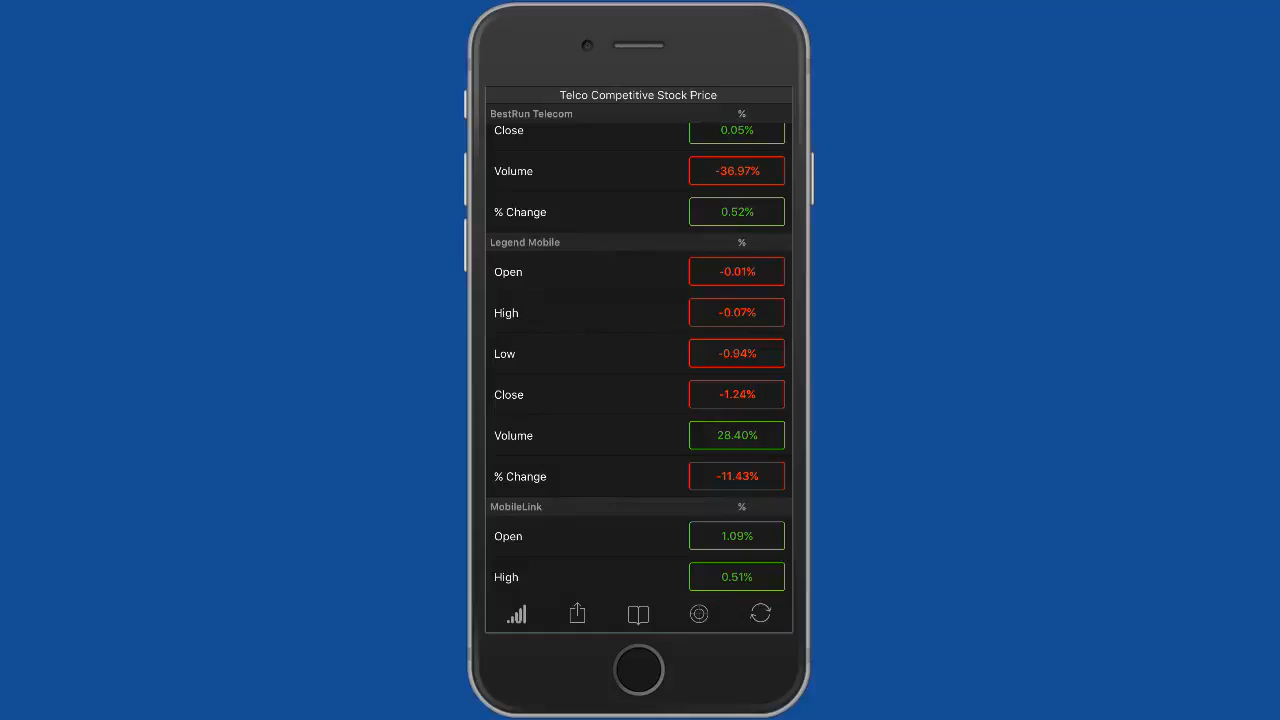 Telco Competitive Stock Price
BestRun Telecom %
Close 0.05%
Volume -36.97%
% Change 0.52%
Legend Mobile %
Open -0.01%
High -0.07%
Low -0.94%
Close -1.24%
Volume 28.40%
% Change -11.43%
MobileLink %
Open 1.09%
High 0.51%